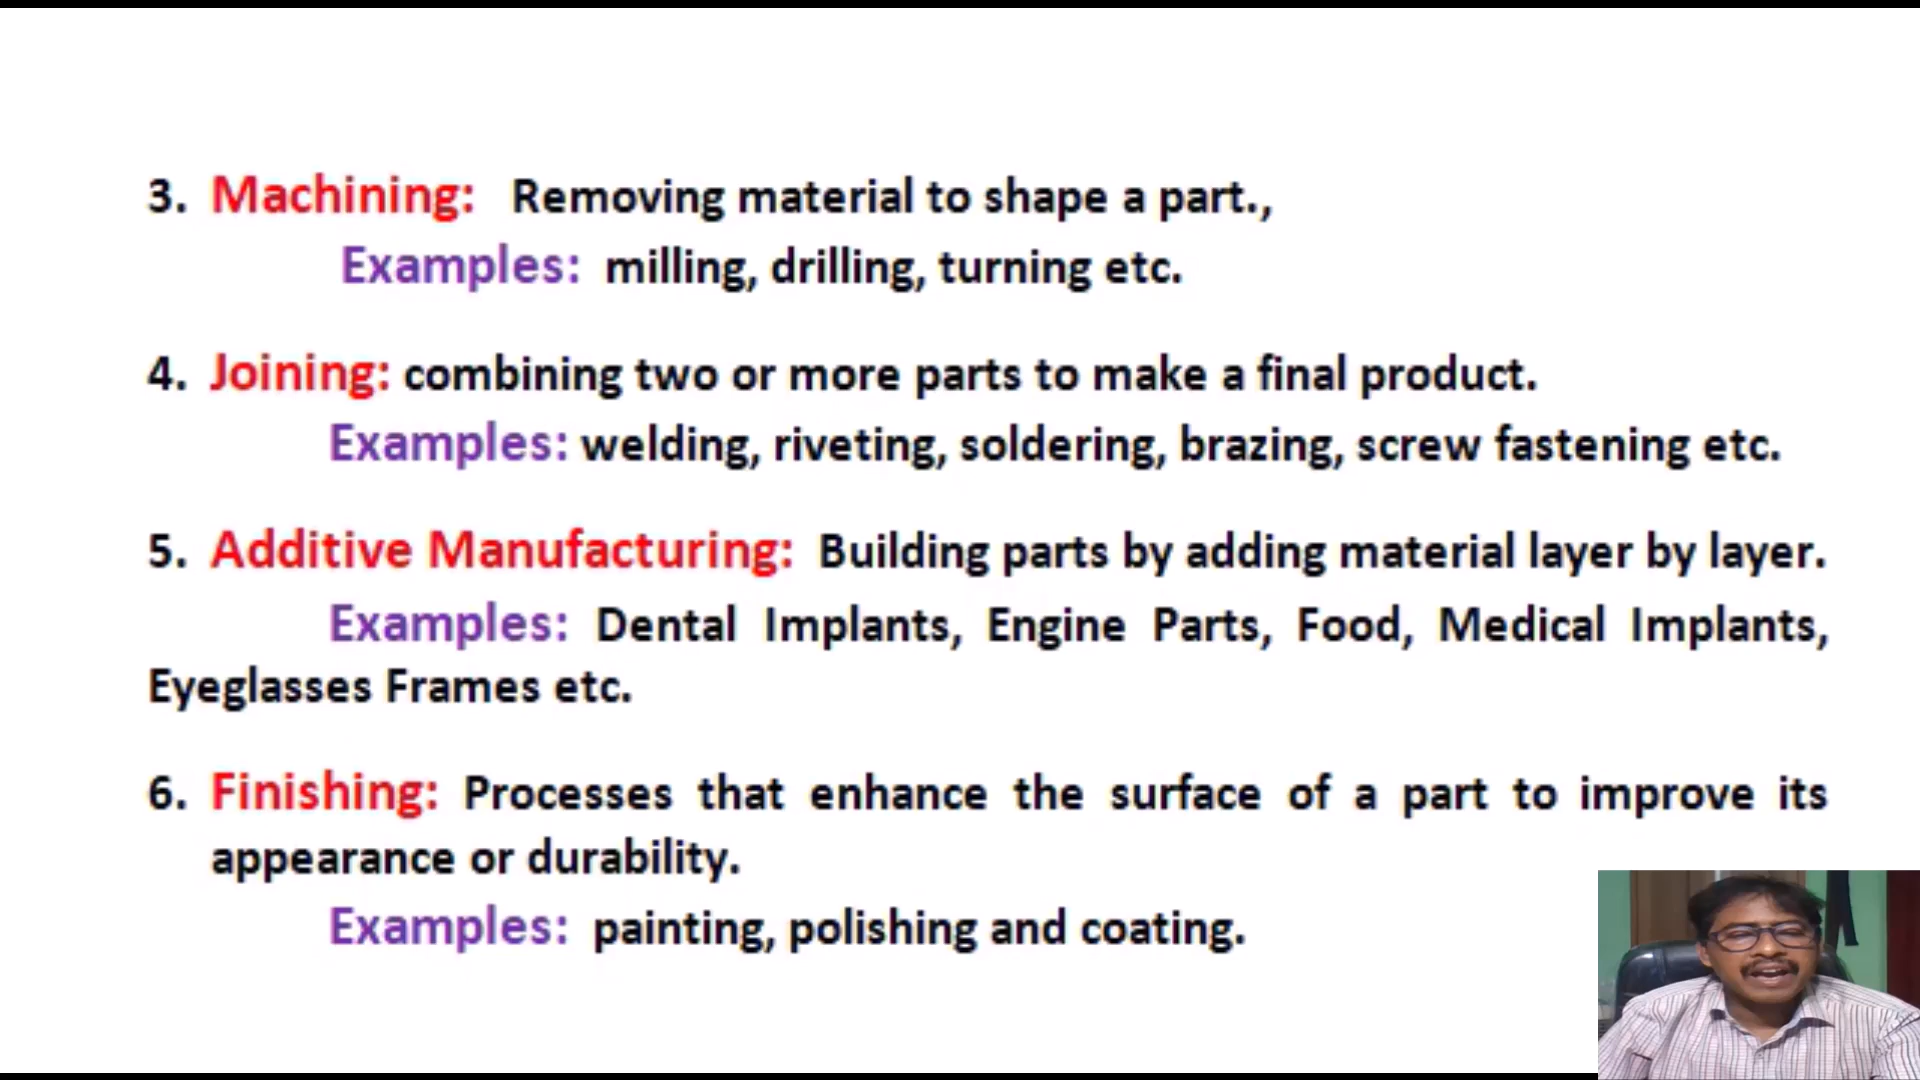 3. Machining: Removing material to shape a part.,
Examples: milling, drilling, turning etc.
4. Joining: combining two or more parts to make a final product.
Examples: welding, riveting, soldering, brazing, screw fastening etc.
5. Additive Manufacturing: Building parts by adding material layer by layer.
Examples: Dental Implants, Engine Parts, Food, Medical Implants,
Eyeglasses Frames etc.
6. Finishing: Processes that enhance the surface of a part to improve its
appearance or durability.
Examples: painting, polishing and coating.